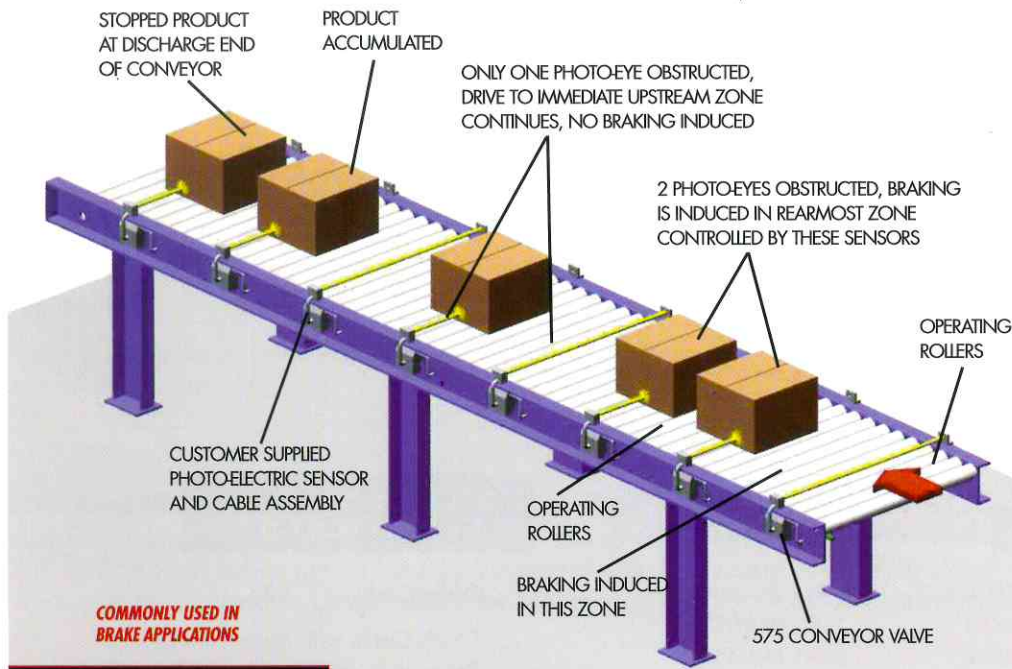 STOPPED PRODUCT
AT DISCHARGE END
OF CONVEYOR
PRODUCT
ACCUMULATED
ONLY ONE PHOTO-EYE OBSTRUCTED,
DRIVE TO IMMEDIATE UPSTREAM ZONE
CONTINUES, NO BRAKING INDUCED
2 PHOTO-EYES OBSTRUCTED, BRAKING
IS INDUCED IN REARMOST ZONE
CONTROLLED BY THESE SENSORS
OPERATING
ROLLERS
CUSTOMER SUPPLIED
PHOTO-ELECTRIC SENSOR
AND CABLE ASSEMBLY
OPERATING
ROLLERS
BRAKING INDUCED
IN THIS ZONE
575 CONVEYOR VALVE
COMMONLY USED IN
BRAKE APPLICATIONS